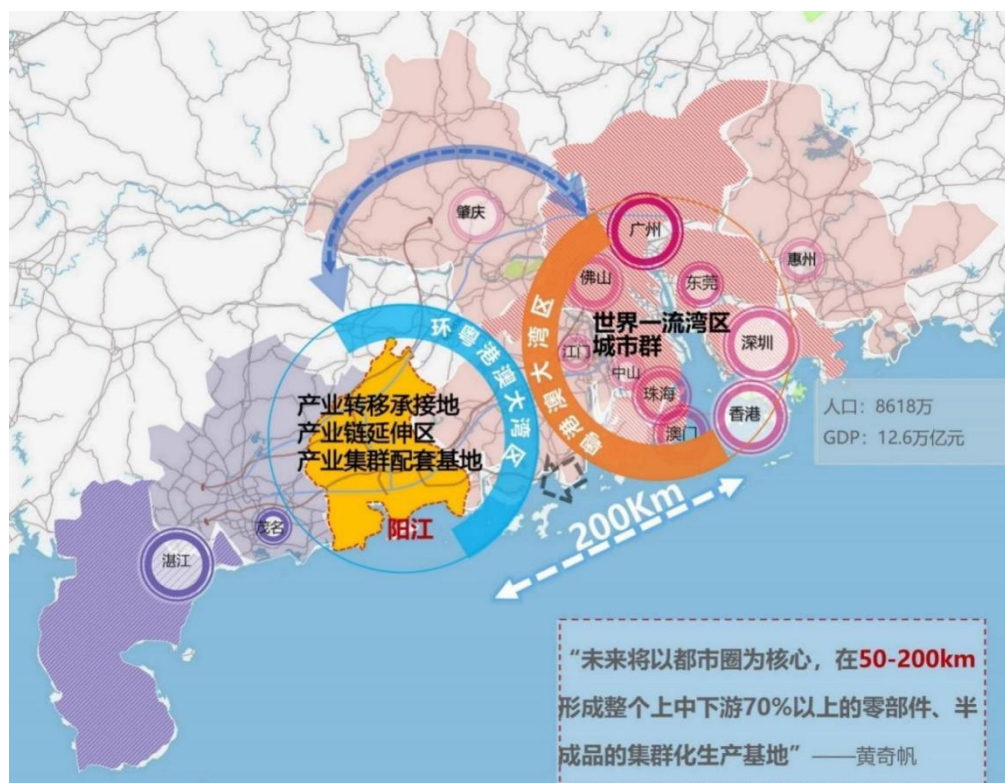 肇庆
广州
惠州
佛山
东莞
世界一流湾区
城市群
深圳
江门
中山
珠海
香港
澳门
粤港澳大湾区
人口：8618万
GDP：12.6万亿元
环粤港澳大湾区
产业转移承接地
产业链延伸区
产业集群配套基地
阳江
茂名
湛江
200Km
“未来将以都市圈为核心，在50-200km
形成整个上中下游70%以上的零部件、半
成品的集群化生产基地” ——黄奇帆